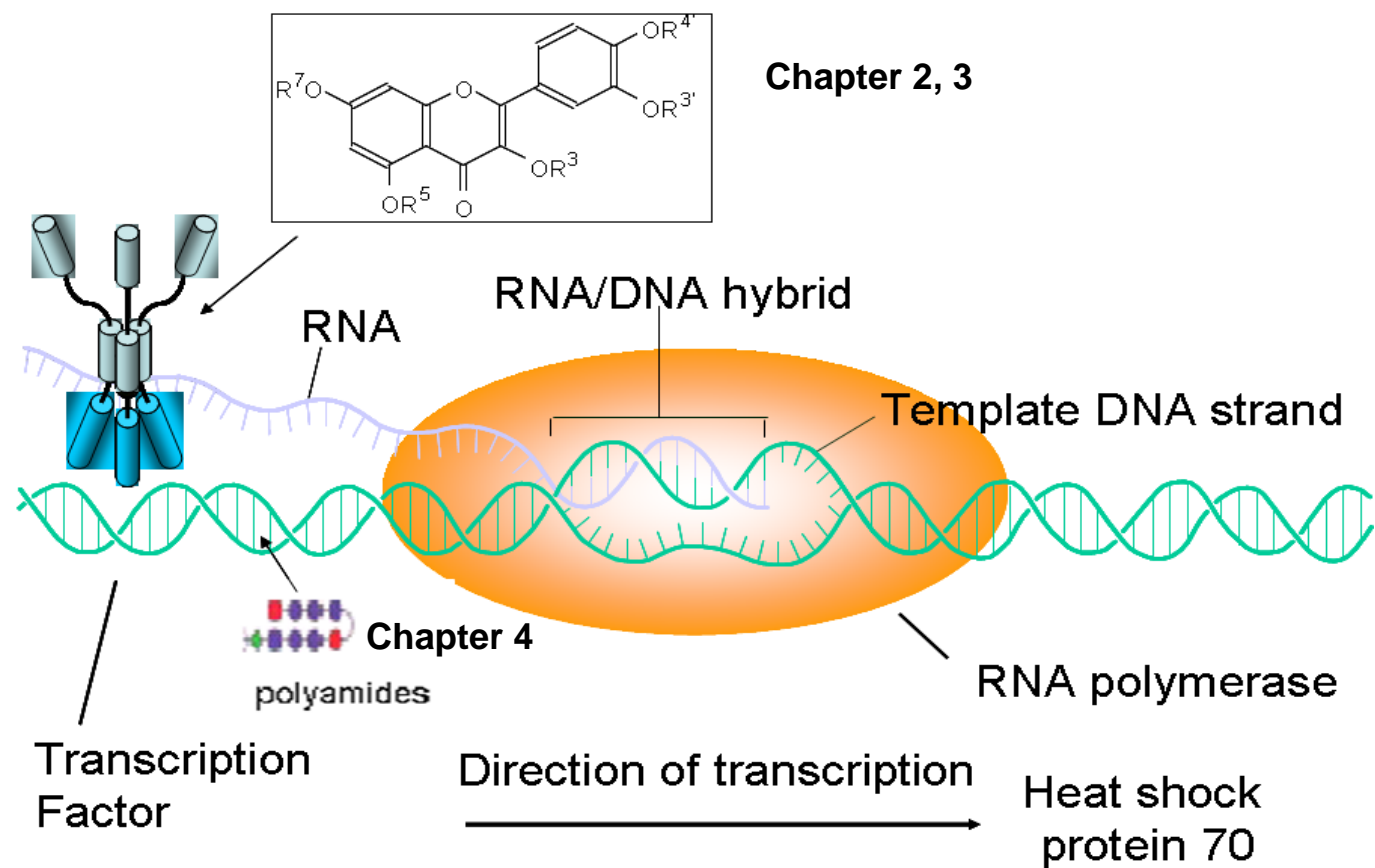 OR⁴'
Chapter 2, 3
R⁷O
O
OR³'
OR³
OR⁵
O
RNA/DNA hybrid
RNA
Template DNA strand
Chapter 4
polyamides
RNA polymerase
Transcription
Factor
Direction of transcription
Heat shock
protein 70